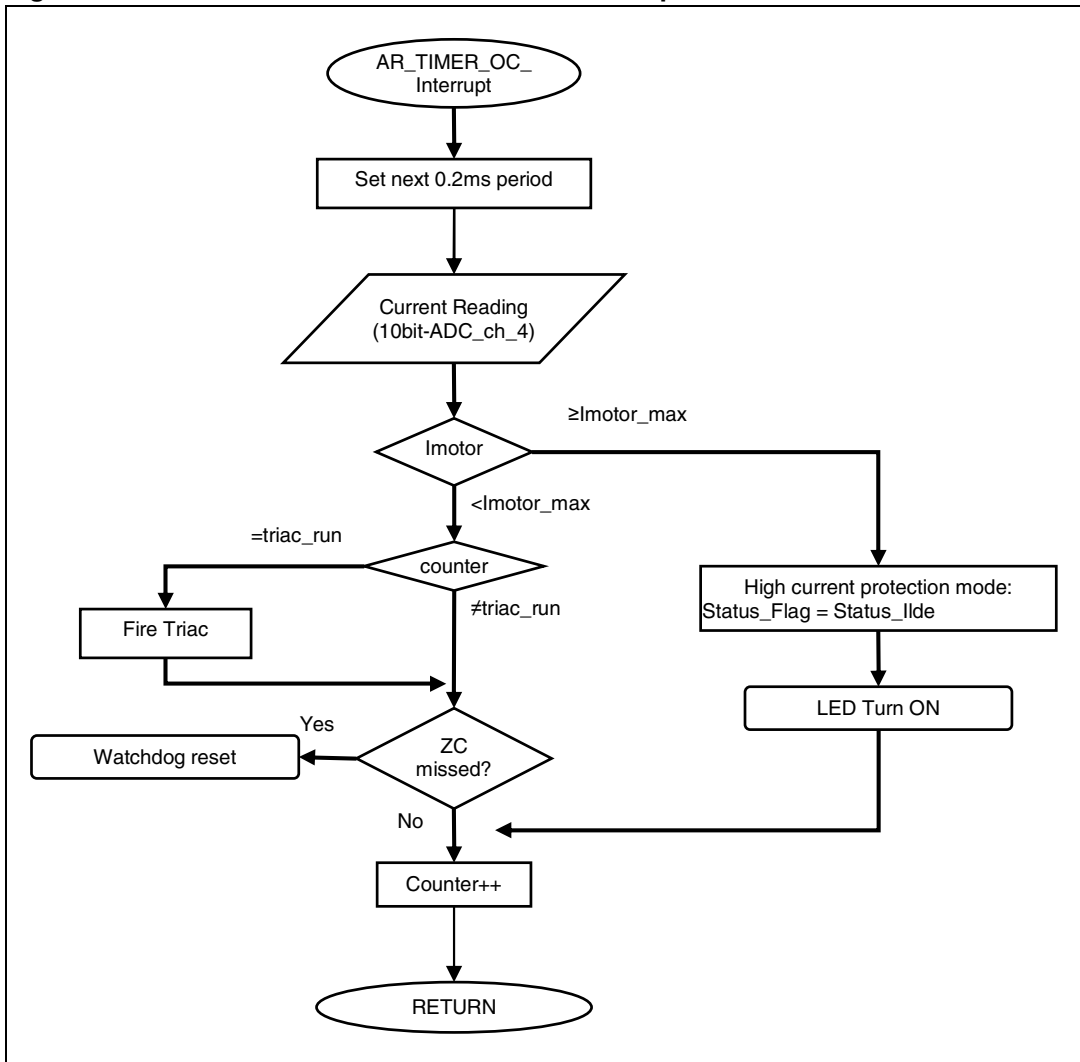 AR_TIMER_OC_
Interrupt
Set next 0.2ms period
Current Reading
(10bit-ADC_ch_4)
≥Imotor_max
Imotor
<Imotor_max
=triac_run
counter
≠triac_run
High current protection mode:
Status_Flag = Status_Ilde
Fire Triac
LED Turn ON
Yes
ZC
missed?
Watchdog reset
No
Counter++
RETURN